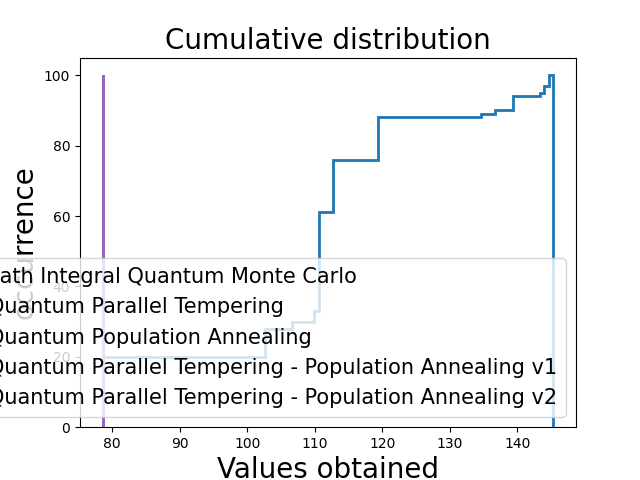 Cumulative distribution
100
80
60
40
20
0
ath Integral Quantum Monte Carlo
Quantum Parallel Tempering
Quantum Population Annealing
Quantum Parallel Tempering - Population Annealing v1
Quantum Parallel Tempering - Population Annealing v2
80 90 100 110 120 130 140
Values obtained
occurrence